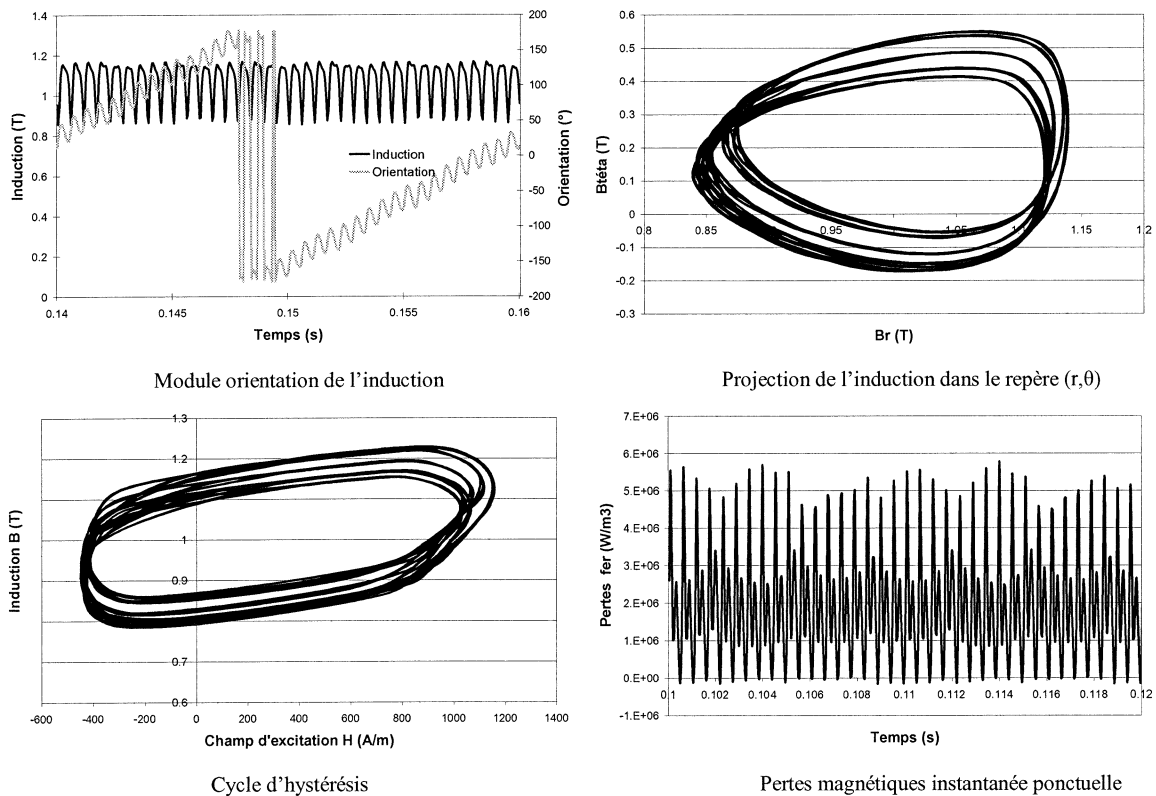 1.4
1.2
1
0.8
0.6
0.4
0.2
0
Induction (T)
200
150
100
50
0
-50
-100
-150
-200
Orientation (°)
Induction
Orientation
0.14
0.145
0.15
0.155
0.16
Temps (s)
Module orientation de l'induction
0.6
0.5
0.4
0.3
0.2
0.1
0
-0.1
-0.2
-0.3
Btéta (T)
0.8
0.85
0.95
1.05
1.15
1.2
Br (T)
Projection de l'induction dans le repère (r,θ)
1.3
1.2
1
0.9
0.7
0.6
Induction B (T)
-600
-400
-200
0
200
400
600
800
1000
1200
1400
Champ d'excitation H (A/m)
Cycle d'hystérésis
7.E+06
6.E+06
5.E+06
4.E+06
3.E+06
2.E+06
1.E+06
0.E+00
-1.E+06
Pertes fer (W/m3)
0.1
0.102
0.104
0.106
0.108
0.11
0.112
0.114
0.116
0.118
0.12
Temps (s)
Pertes magnétiques instantanée ponctuelle